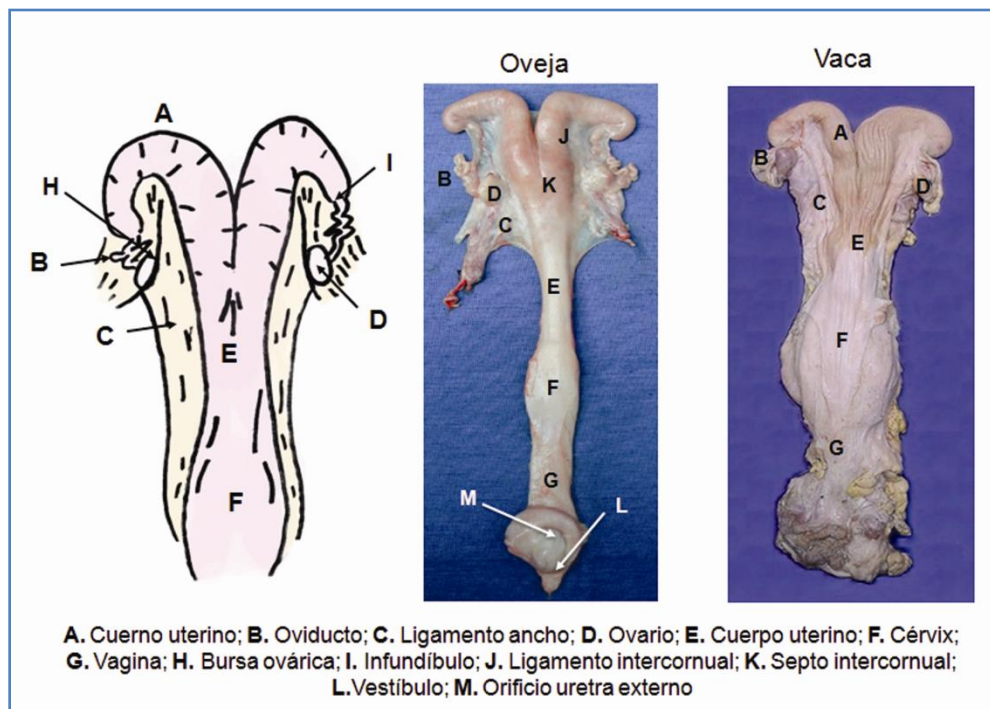 Oveja
Vaca
A
H
I
B
C
D
E
F
J
B
D
K
C
E
F
G
M
L
A
B
C
D
E
F
G
A. Cuerno uterino; B. Oviducto; C. Ligamento ancho; D. Ovario; E. Cuerpo uterino; F. Cérvix;
G. Vagina; H. Bursa ovárica; I. Infundíbulo; J. Ligamento intercornual; K. Septo intercornual;
L.Vestíbulo; M. Orificio uretra externo